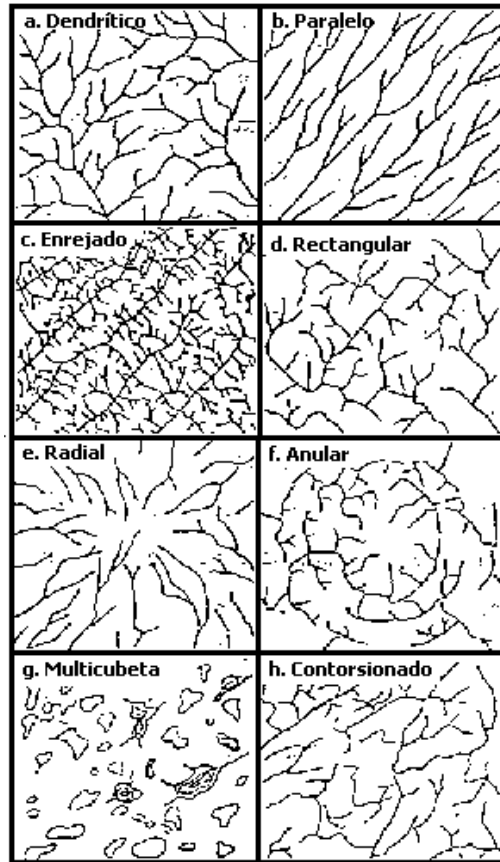 a. Dendrítico
b. Paralelo
c. Enrejado
d. Rectangular
e. Radial
f. Anular
g. Multicubeta
h. Contorsionado